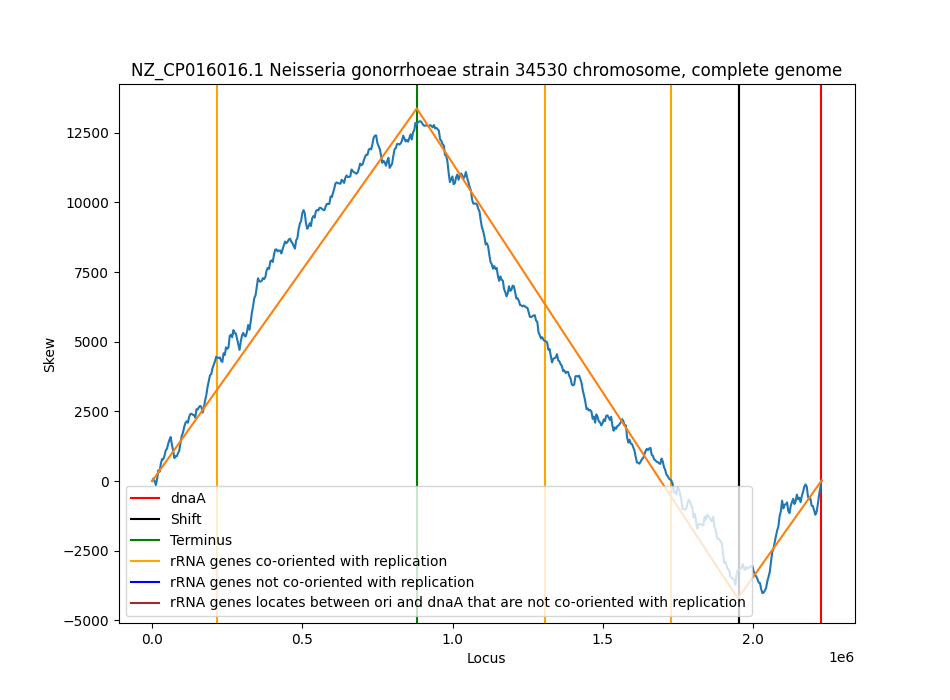 NZ_CP016016.1 Neisseria gonorrhoeae strain 34530 chromosome, complete genome
12500
10000
7500
5000
2500
0
−2500
−5000
Skew
dnaA
Shift
Terminus
rRNA genes co-oriented with replication
rRNA genes not co-oriented with replication
rRNA genes locates between ori and dnaA that are not co-oriented with replication
0.0 0.5 1.0 1.5 2.0
Locus
1e6